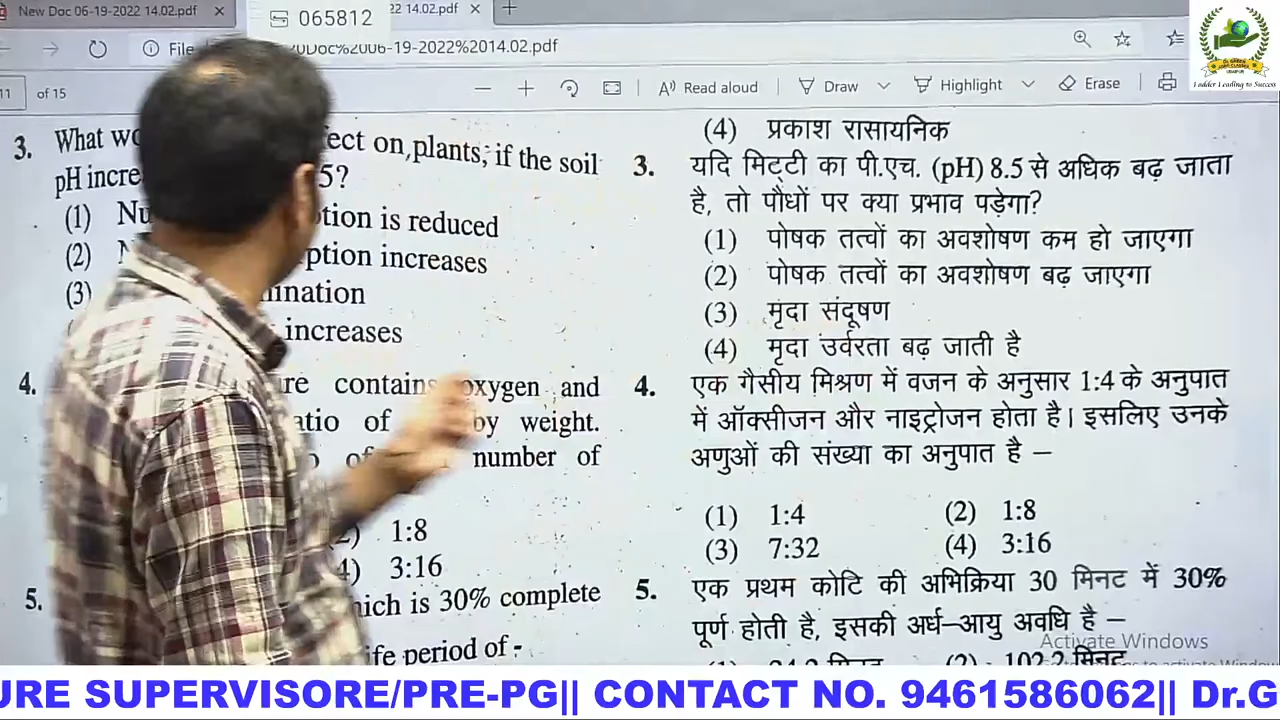 New Doc 06-19-2022 14.02.pdf
065812
22 14.02.pdf
File
2006-19-2022%2014.02.pdf
11 of 15
Read aloud
Draw
Highlight
Erase
Ladder Leading to Success
3. What wo ect on plants, if the soil
pH incre 5?
(1) Nu tion is reduced
(2) N ption increases
(3) ination
increases
4. re contains oxygen and
atio of by weight.
of number of
1:8
4) 3:16
5. hich is 30% complete
ife period of -
(4) प्रकाश रासायनिक
3. यदि मिट्टी का पी.एच. (pH) 8.5 से अधिक बढ़ जाता
है, तो पौधों पर क्या प्रभाव पड़ेगा?
(1) पोषक तत्वों का अवशोषण कम हो जाएगा
(2) पोषक तत्वों का अवशोषण बढ़ जाएगा
(3) मृदा संदूषण
(4) मृदा उर्वरता बढ़ जाती है
4. एक गैसीय मिश्रण में वजन के अनुसार 1:4 के अनुपात
में ऑक्सीजन और नाइट्रोजन होता है। इसलिए उनके
अणुओं की संख्या का अनुपात है –
(1) 1:4 (2) 1:8
(3) 7:32 (4) 3:16
5. एक प्रथम कोटि की अभिक्रिया 30 मिनट में 30%
पूर्ण होती है, इसकी अर्ध–आयु अवधि है –
(2) 102.2 मिनट
Activate Windows
URE SUPERVISORE/PRE-PG|| CONTACT NO. 9461586062|| Dr.G